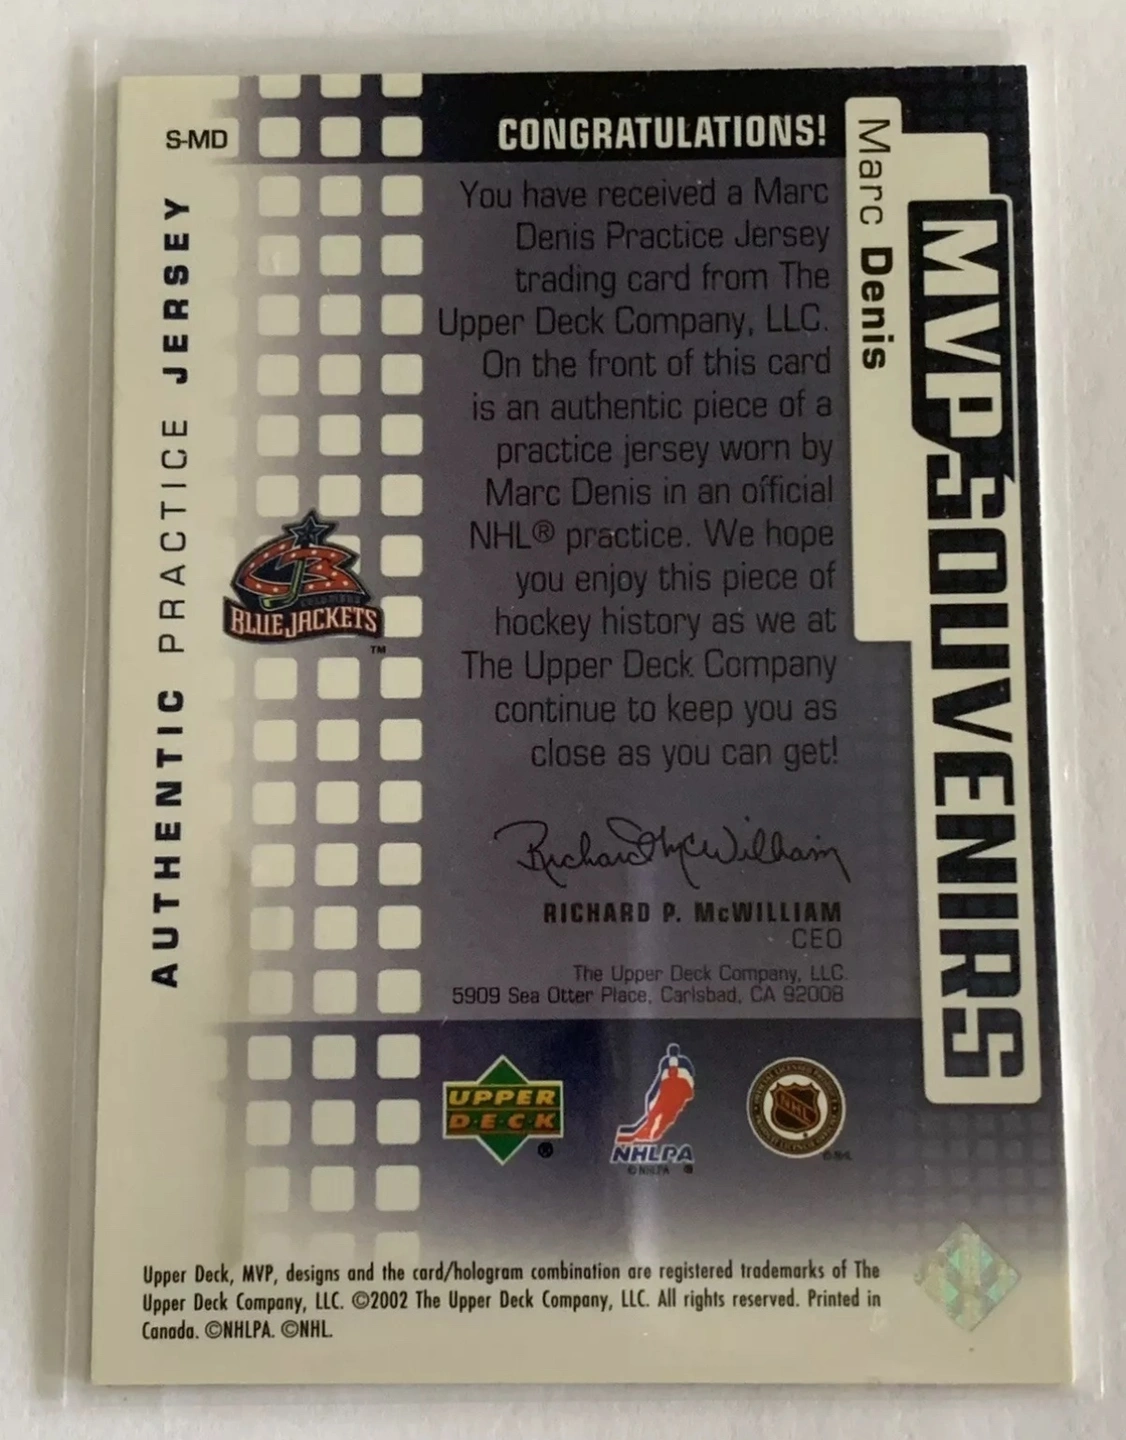 S-MD
CONGRATULATIONS!
You have received a Marc
Denis Practice Jersey
trading card from The
Upper Deck Company, LLC.
On the front of this card
is an authentic piece of a
practice jersey worn by
Marc Denis in an official
NHL® practice. We hope
you enjoy this piece of
hockey history as we at
The Upper Deck Company
continue to keep you as
close as you can get!
Richard P. McWilliam
RICHARD P. McWILLIAM
CEO
The Upper Deck Company, LLC.
5909 Sea Otter Place, Carlsbad, CA 92008
AUTHENTIC PRACTICE JERSEY
COLUMBUS
BLUE JACKETS
™
Marc Denis
MVP SOUVENIRS
UPPER
D·E·C·K
®
NHLPA
© NHLPA ®
NHL
Upper Deck, MVP, designs and the card/hologram combination are registered trademarks of The
Upper Deck Company, LLC. ©2002 The Upper Deck Company, LLC. All rights reserved. Printed in
Canada. ©NHLPA. ©NHL.